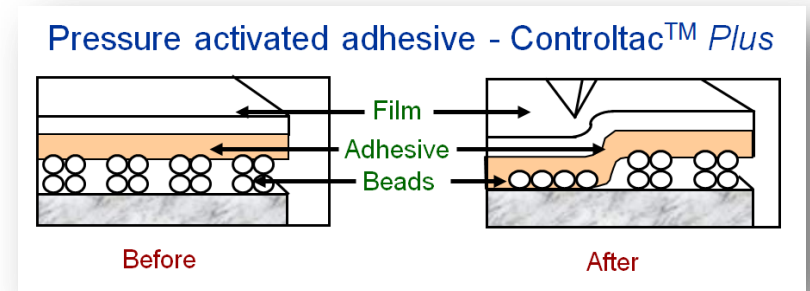 Pressure activated adhesive - Controltac™ Plus
Film
Adhesive
Beads
Before
After